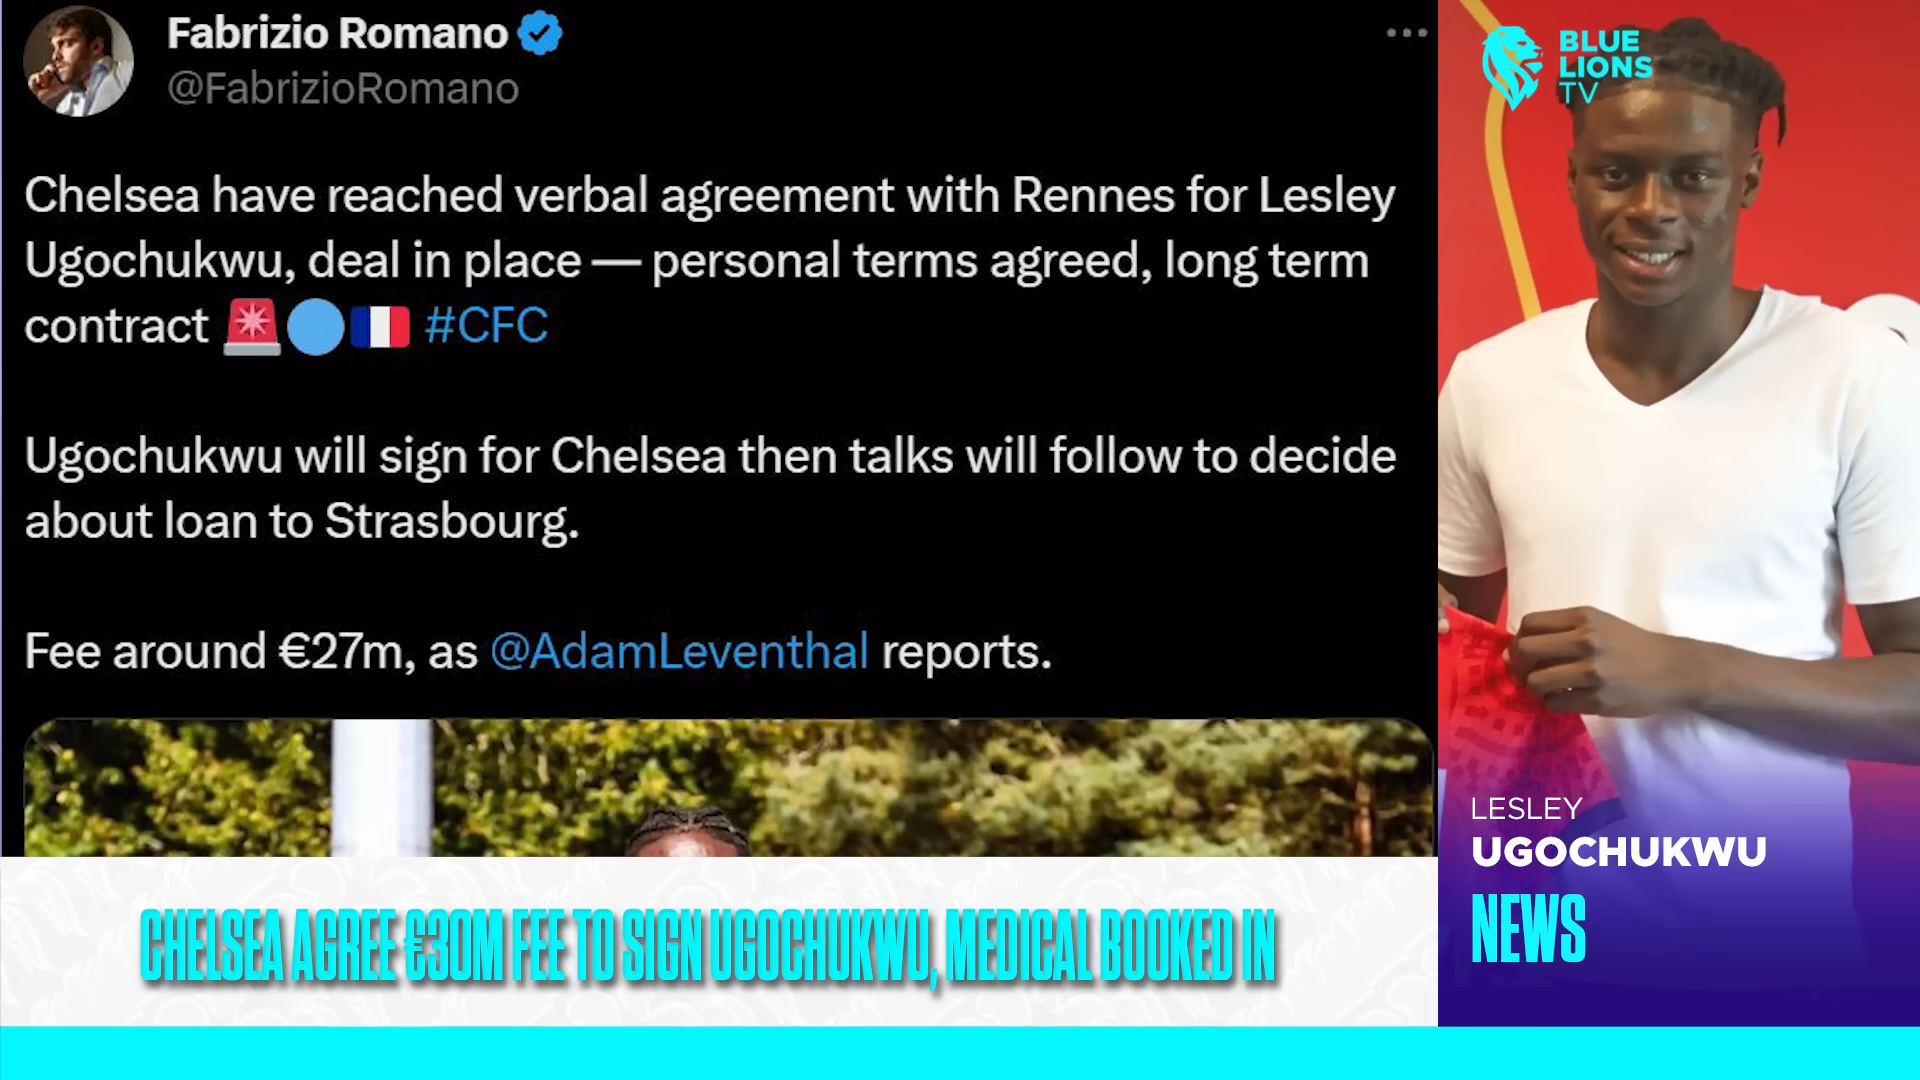 Fabrizio Romano
@FabrizioRomano
Chelsea have reached verbal agreement with Rennes for Lesley
Ugochukwu, deal in place — personal terms agreed, long term
contract 🚨🔵🇫🇷 #CFC
Ugochukwu will sign for Chelsea then talks will follow to decide
about loan to Strasbourg.
Fee around €27m, as @AdamLeventhal reports.
CHELSEA AGREE €30M FEE TO SIGN UGOCHUKWU, MEDICAL BOOKED IN
BLUE
LIONS
TV
LESLEY
UGOCHUKWU
NEWS